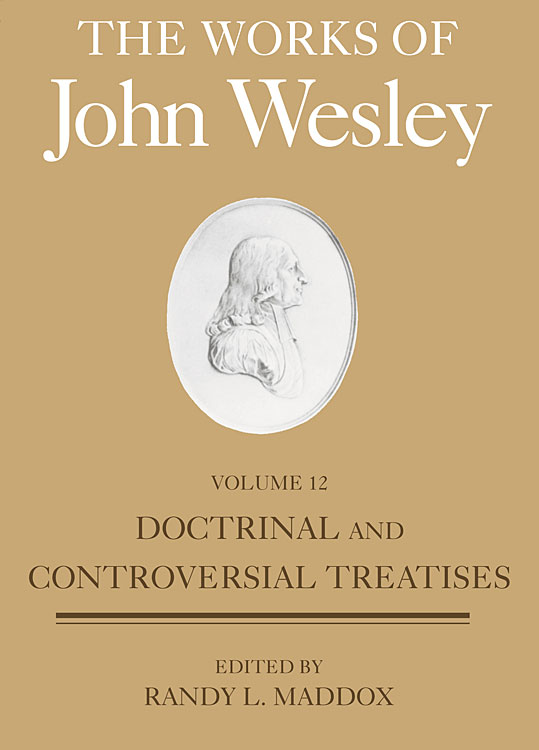 THE WORKS OF
John Wesley
VOLUME 12
DOCTRINAL AND
CONTROVERSIAL TREATISES
EDITED BY
RANDY L. MADDOX